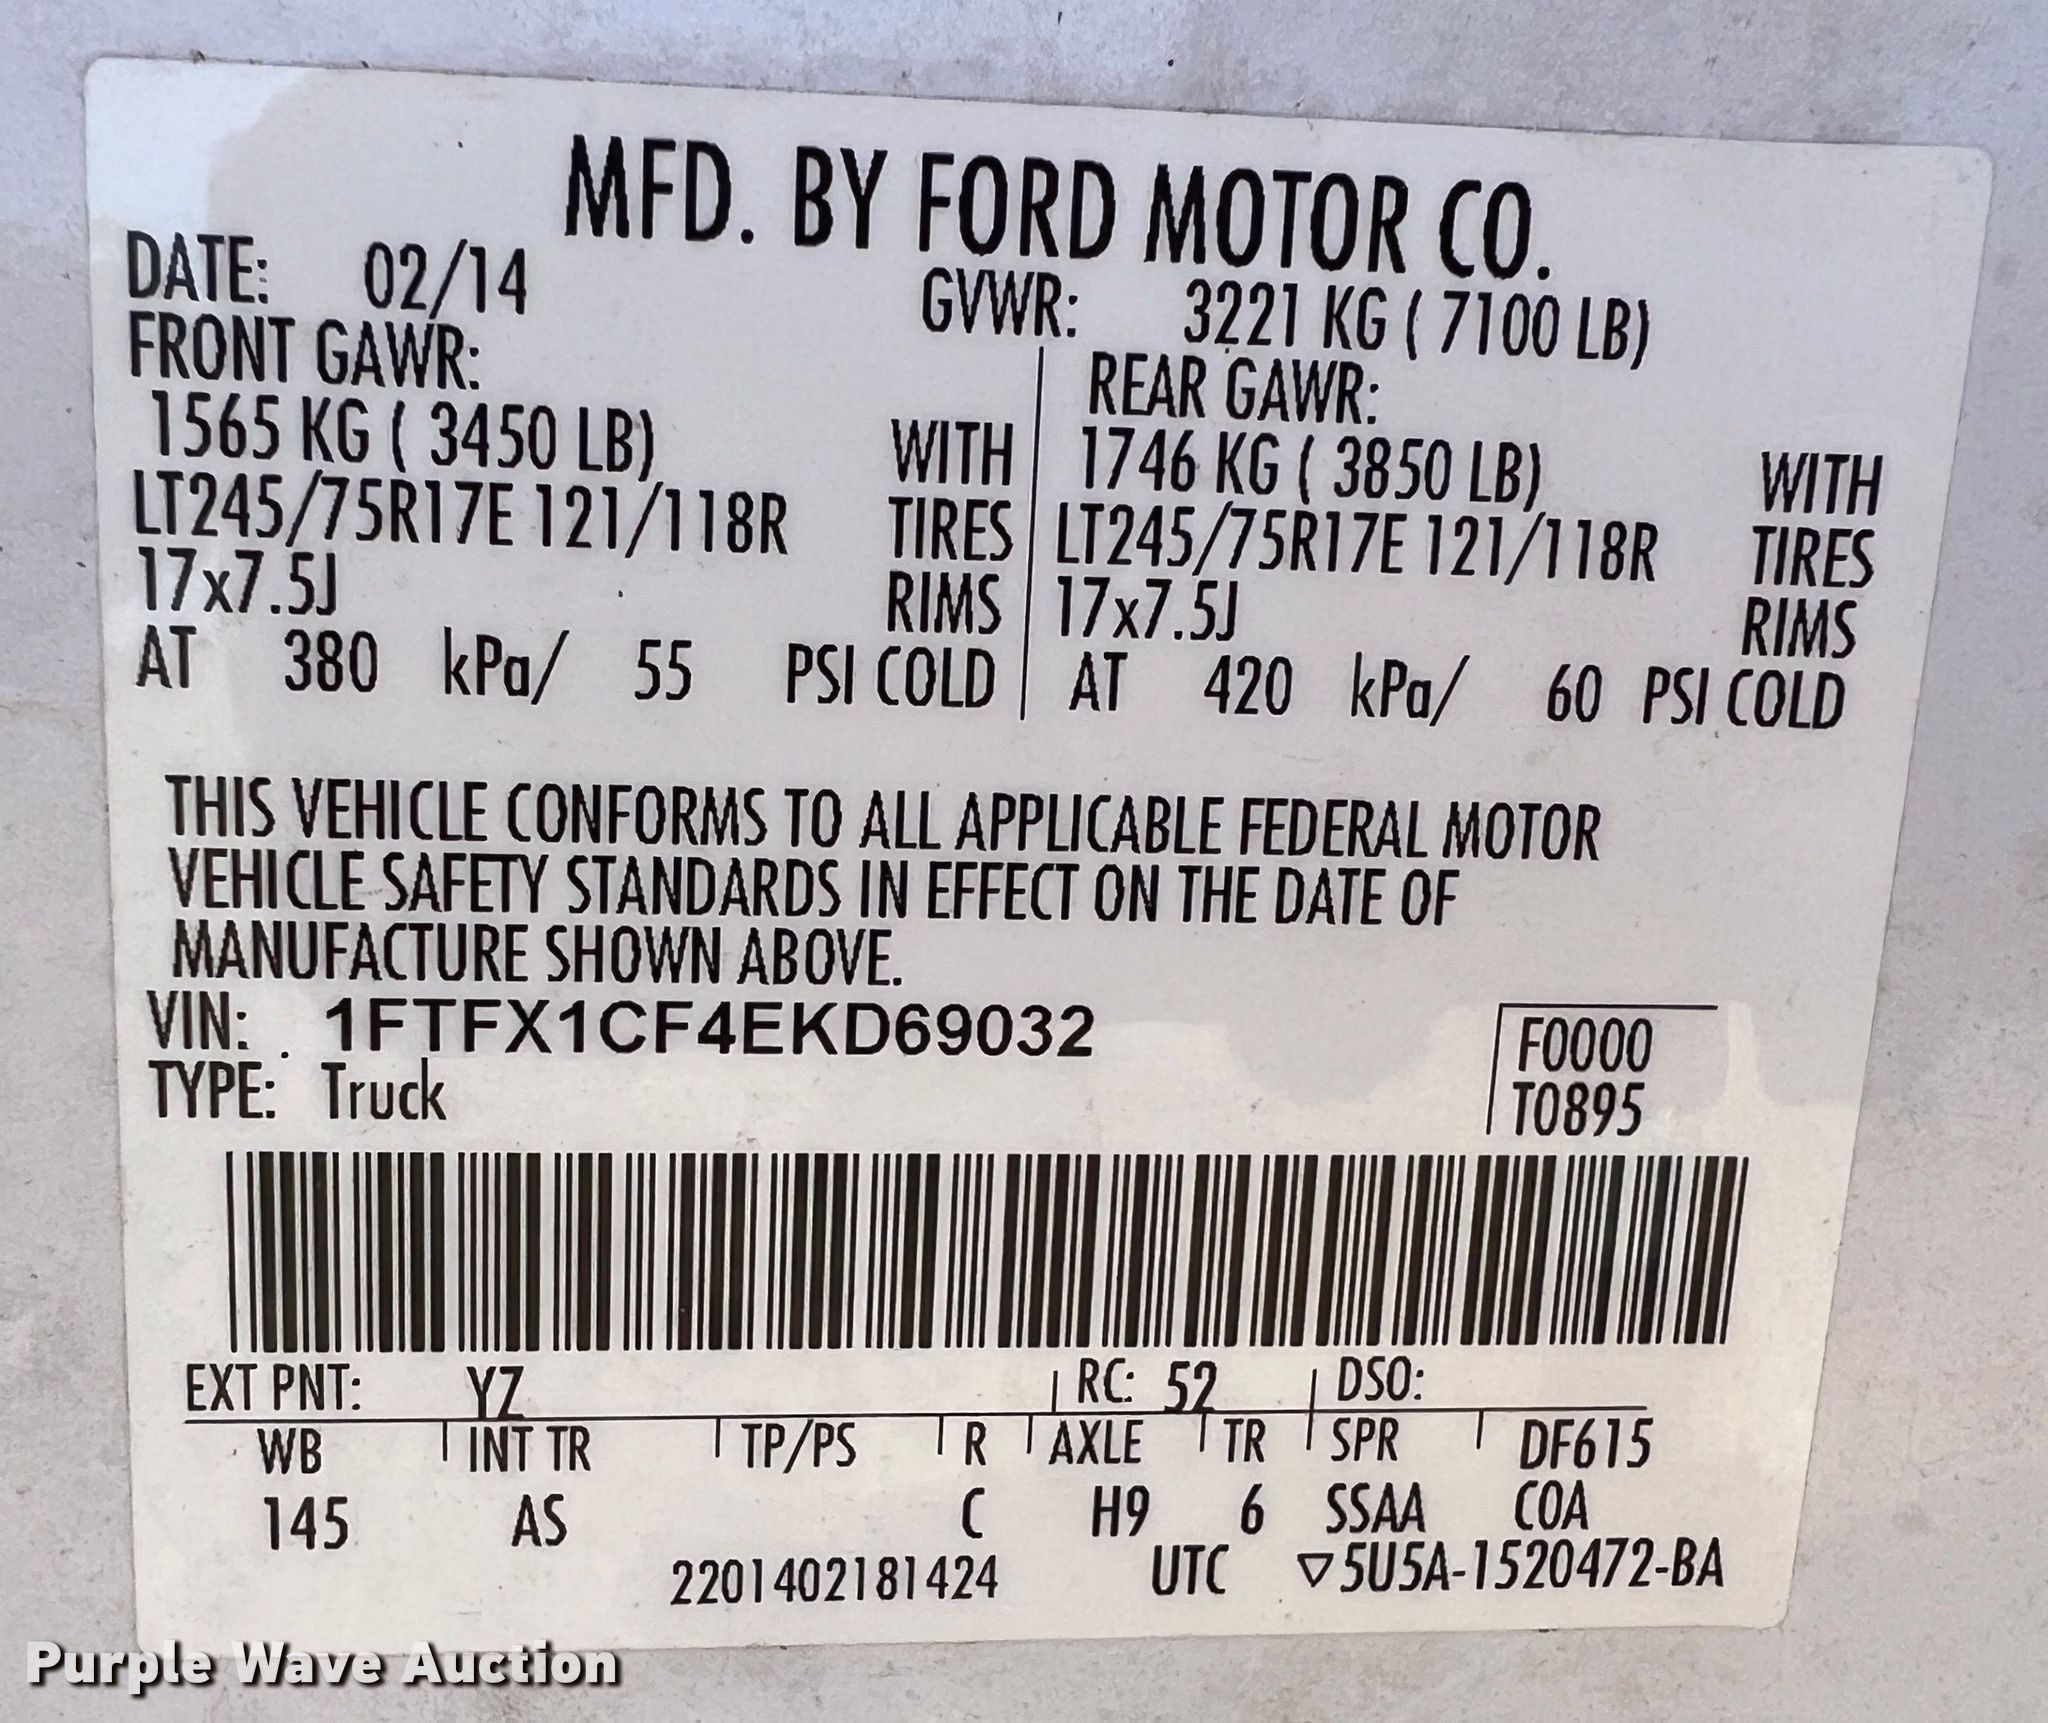 MFD. BY FORD MOTOR CO.
DATE: 02/14 GVWR: 3221 KG ( 7100 LB)
FRONT GAWR: REAR GAWR:
1565 KG ( 3450 LB) WITH 1746 KG ( 3850 LB) WITH
LT245/75R17E 121/118R TIRES LT245/75R17E 121/118R TIRES
17x7.5J RIMS 17x7.5J RIMS
AT 380 kPa/ 55 PSI COLD AT 420 kPa/ 60 PSI COLD
THIS VEHICLE CONFORMS TO ALL APPLICABLE FEDERAL MOTOR
VEHICLE SAFETY STANDARDS IN EFFECT ON THE DATE OF
MANUFACTURE SHOWN ABOVE.
VIN: 1FTFX1CF4EKD69032 F0000
TYPE: Truck T0895
EXT PNT: YZ RC: 52 DSO:
WB INT TR TP/PS R AXLE TR SPR DF615
145 AS C H9 6 SSAA COA
2201402181424 UTC ▽5U5A-1520472-BA
Purple Wave Auction